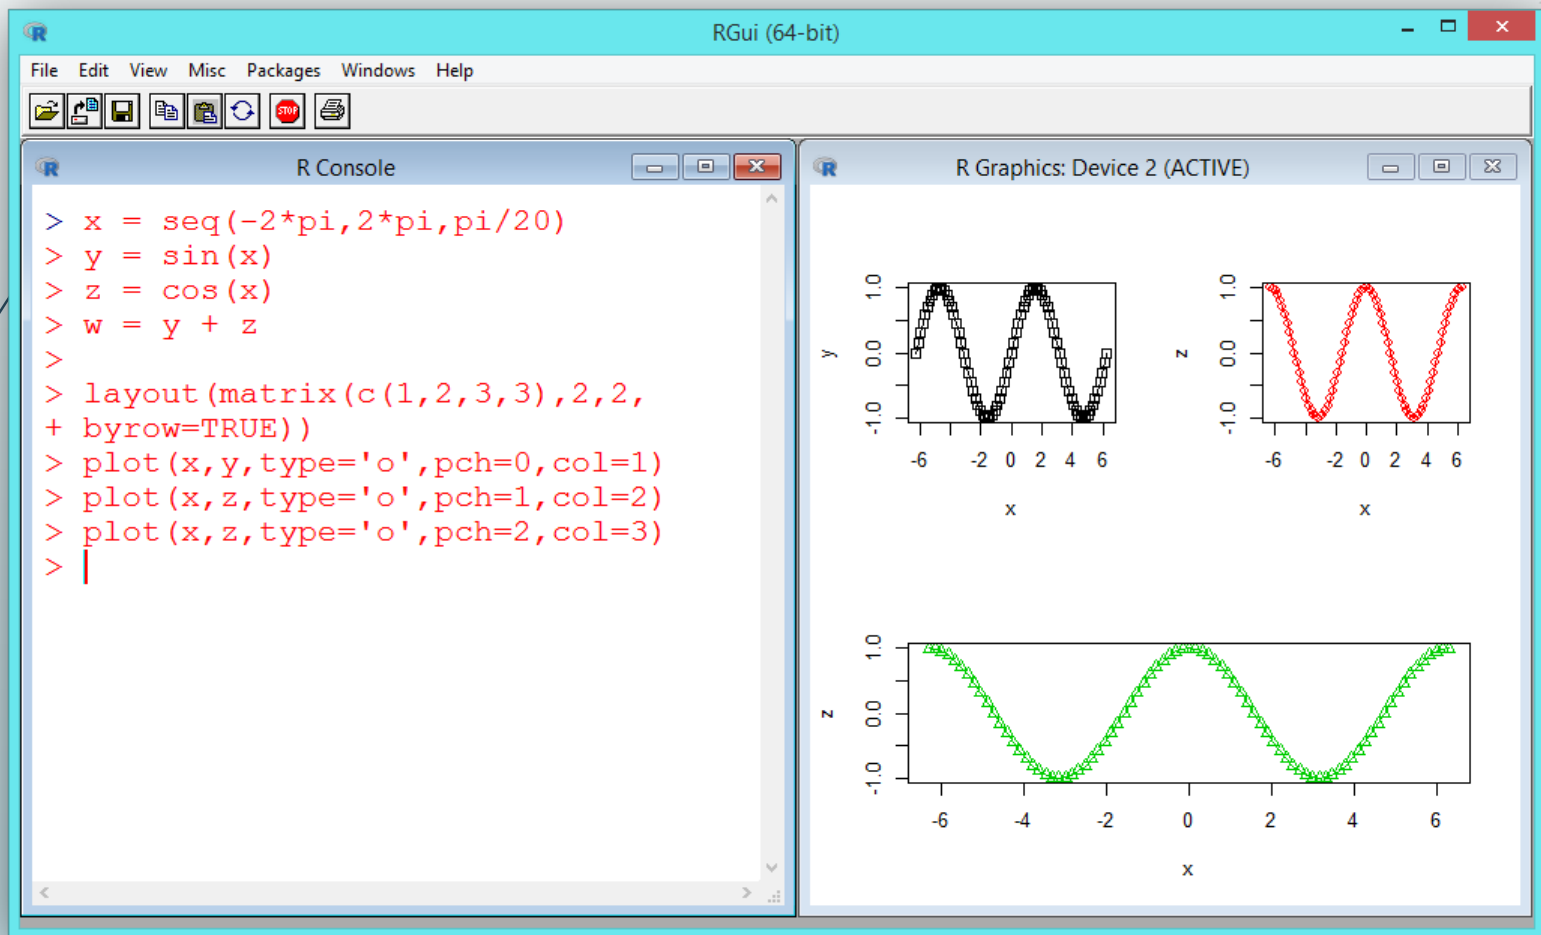 RGui (64-bit)
File Edit View Misc Packages Windows Help
STOP
R Console
> x = seq(-2*pi,2*pi,pi/20)
> y = sin(x)
> z = cos(x)
> w = y + z
>
> layout(matrix(c(1,2,3,3),2,2,
+ byrow=TRUE))
> plot(x,y,type='o',pch=0,col=1)
> plot(x,z,type='o',pch=1,col=2)
> plot(x,z,type='o',pch=2,col=3)
>
R Graphics: Device 2 (ACTIVE)
y
1.0
0.0
-1.0
-6 -2 0 2 4 6
x
z
1.0
0.0
-1.0
-6 -2 0 2 4 6
x
z
1.0
0.0
-1.0
-6 -4 -2 0 2 4 6
x